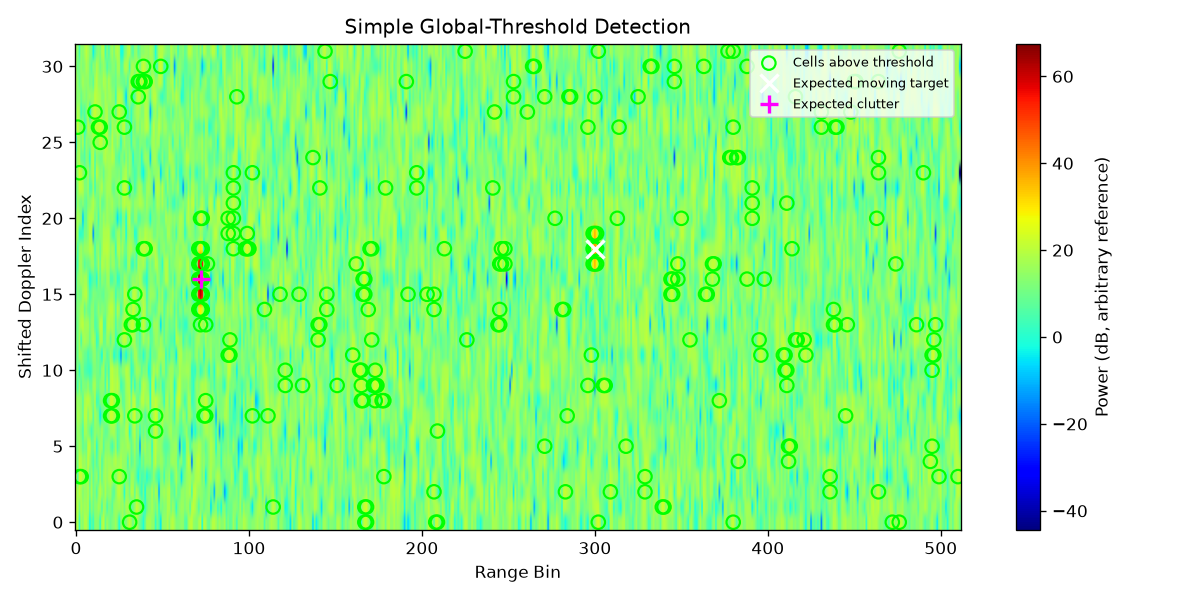 Simple Global-Threshold Detection
Cells above threshold
Expected moving target
Expected clutter
Shifted Doppler Index
30
25
20
15
10
5
0
0
100
200
300
400
500
Range Bin
60
40
20
0
−20
−40
Power (dB, arbitrary reference)